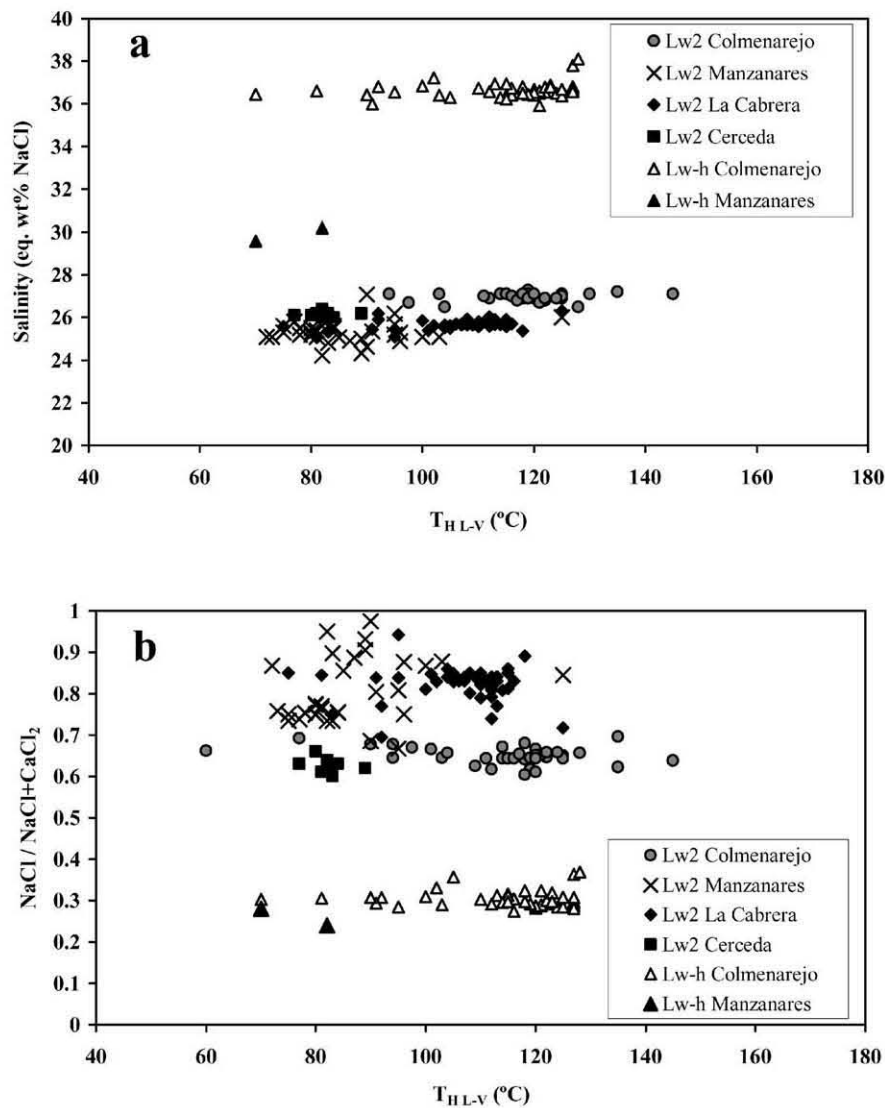 a
40
38
36
34
32
30
28
26
24
22
20
Salinity (eq. wt% NaCl)
40 60 80 100 120 140 160 180
T H L-V (ºC)
Lw2 Colmenarejo
Lw2 Manzanares
Lw2 La Cabrera
Lw2 Cerceda
Lw-h Colmenarejo
Lw-h Manzanares
b
1
0.9
0.8
0.7
0.6
0.5
0.4
0.3
0.2
0.1
0
NaCl / NaCl+CaCl2
40 60 80 100 120 140 160 180
T H L-V (ºC)
Lw2 Colmenarejo
Lw2 Manzanares
Lw2 La Cabrera
Lw2 Cerceda
Lw-h Colmenarejo
Lw-h Manzanares